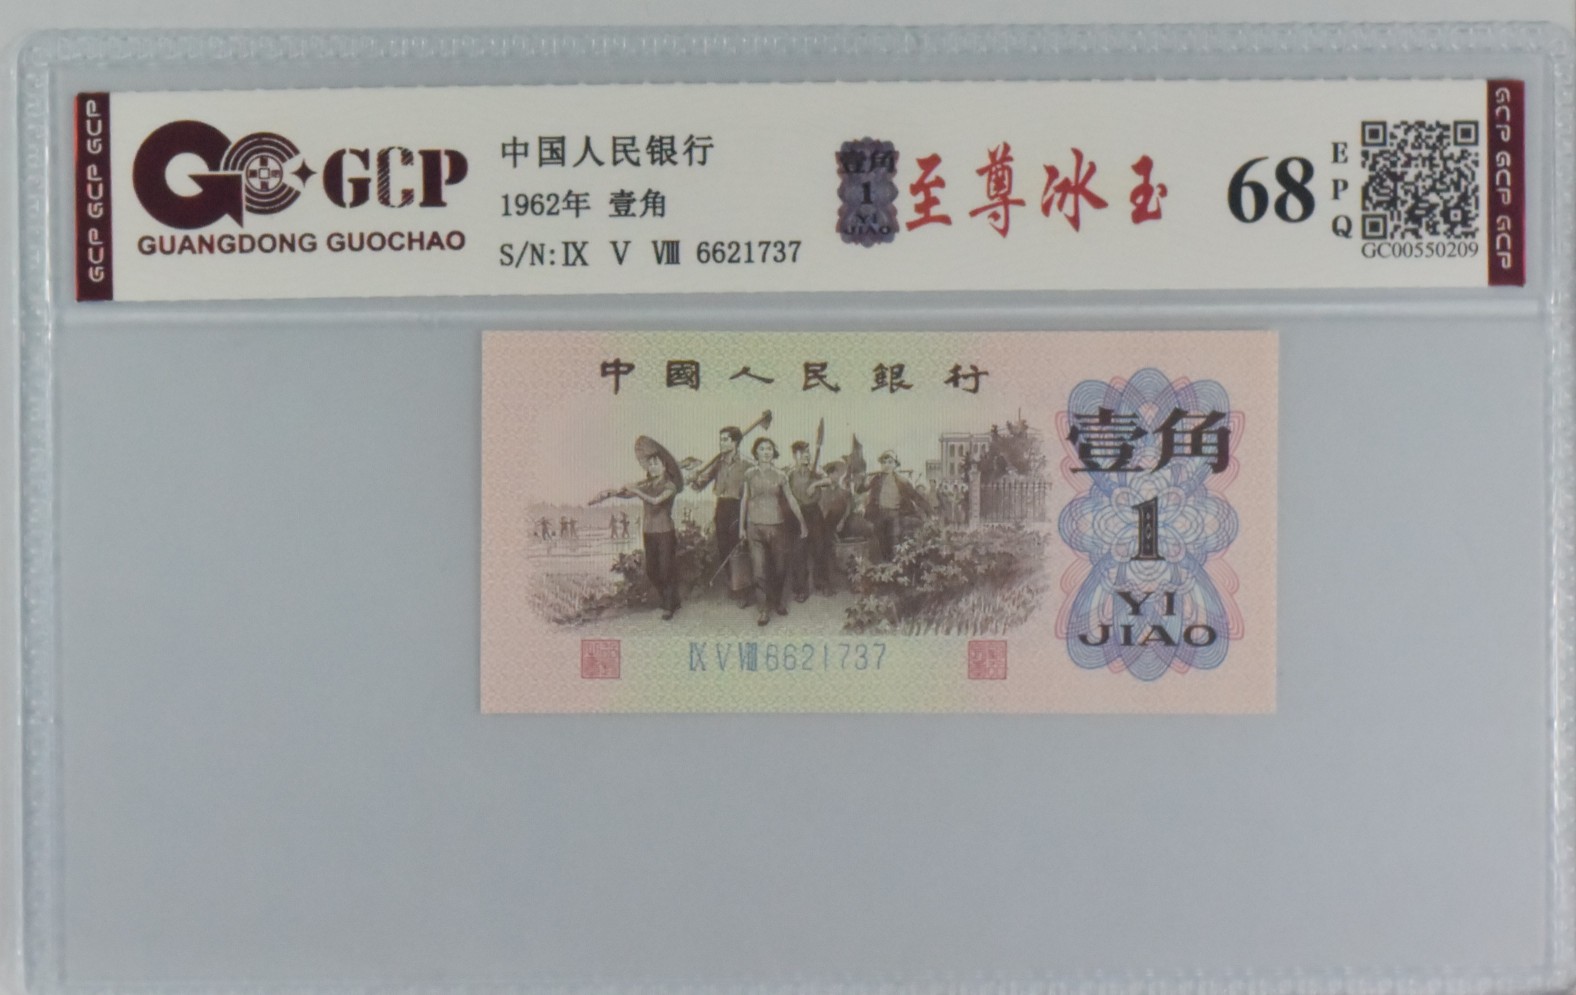 GCP GCP GCP
GCP
GUANGDONG GUOCHAO
中国人民银行
1962年 壹角
S/N:Ⅸ Ⅴ Ⅷ 6621737
壹角
1
YI
JIAO
至尊冰玉
68
EPQ
GC00550209
GCP GCP GCP
中國人民銀行
壹角
1
YI
JIAO
ⅨⅤⅧ6621737